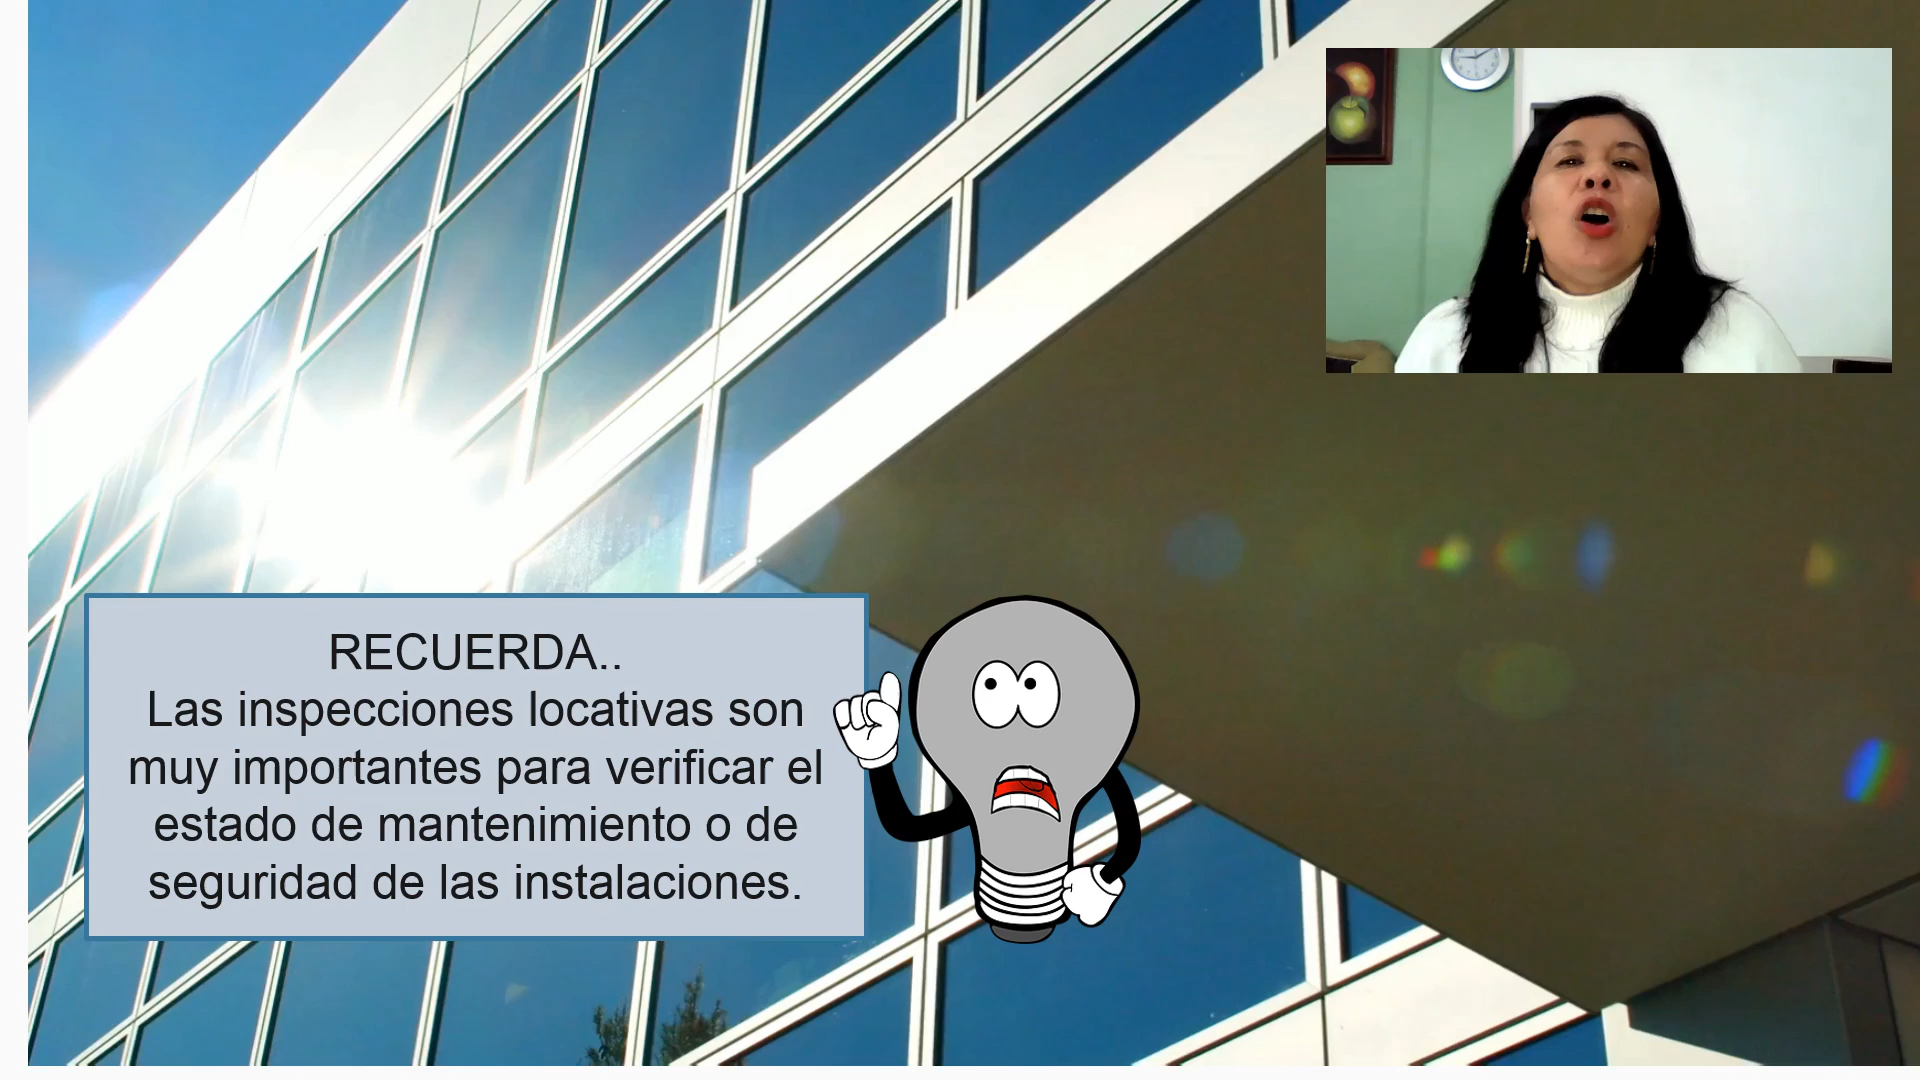 RECUERDA..
Las inspecciones locativas son
muy importantes para verificar el
estado de mantenimiento o de
seguridad de las instalaciones.